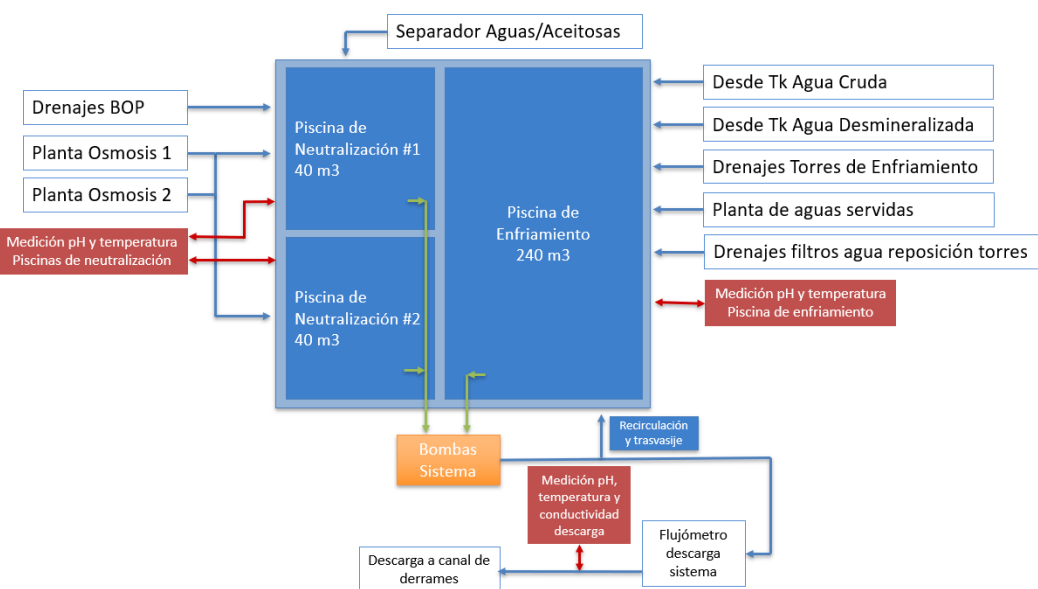 Separador Aguas/Aceitosas
Drenajes BOP
Planta Osmosis 1
Planta Osmosis 2
Medición pH y temperatura
Piscinas de neutralización
Piscina de
Neutralización #1
40 m3
Piscina de
Neutralización #2
40 m3
Piscina de
Enfriamiento
240 m3
Desde Tk Agua Cruda
Desde Tk Agua Desmineralizada
Drenajes Torres de Enfriamiento
Planta de aguas servidas
Drenajes filtros agua reposición torres
Medición pH y temperatura
Piscina de enfriamiento
Recirculación
y trasvasije
Bombas
Sistema
Medición pH,
temperatura y
conductividad
descarga
Flujómetro
descarga
sistema
Descarga a canal de
derrames